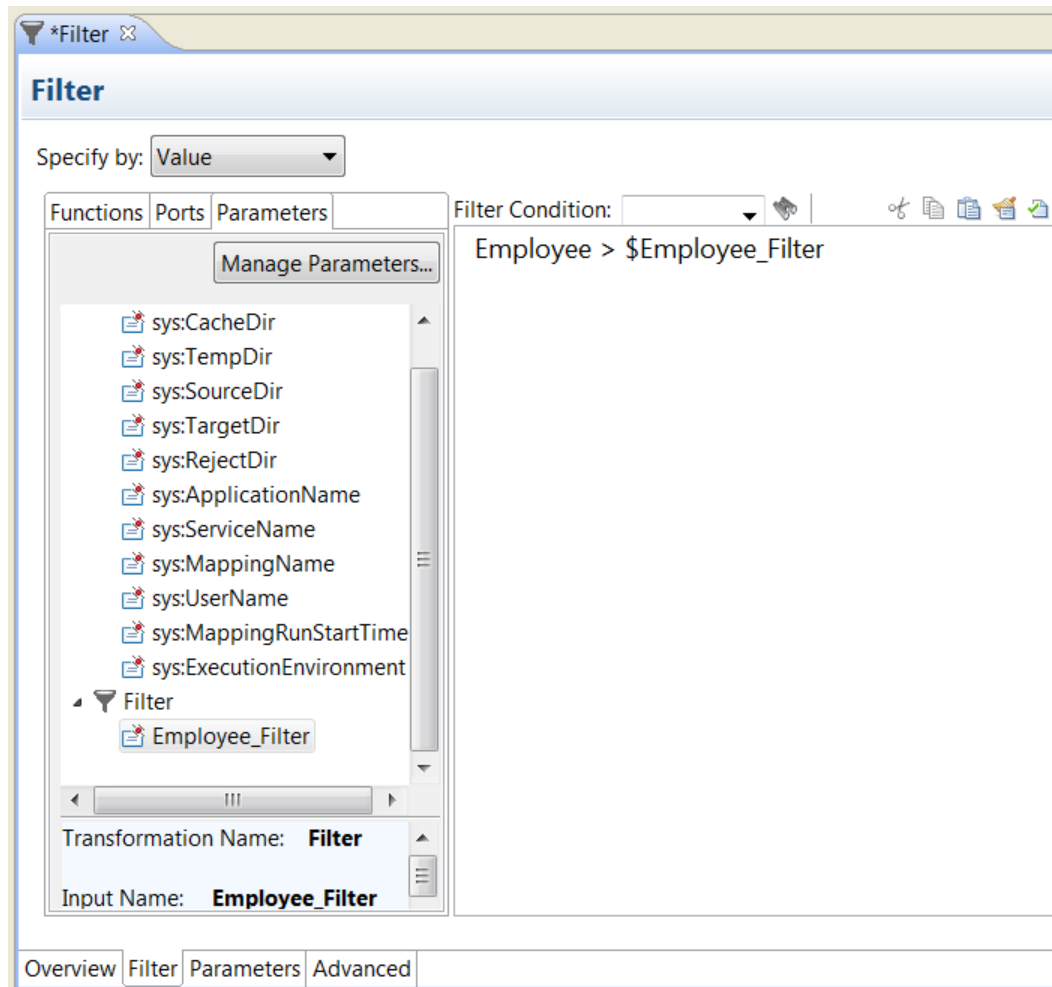 *Filter
Filter
Specify by: Value
Functions Ports Parameters
Filter Condition:
Manage Parameters...
Employee > $Employee_Filter
sys:CacheDir
sys:TempDir
sys:SourceDir
sys:TargetDir
sys:RejectDir
sys:ApplicationName
sys:ServiceName
sys:MappingName
sys:UserName
sys:MappingRunStartTime
sys:ExecutionEnvironment
Filter
Employee_Filter
Transformation Name: Filter
Input Name: Employee_Filter
Overview Filter Parameters Advanced